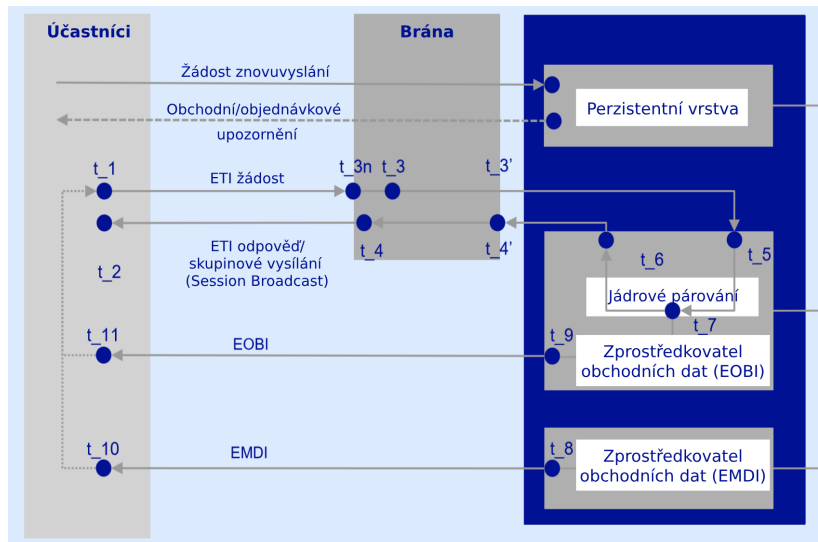 Účastníci
Brána
Žádost znovuvyslání
Obchodní/objednávkové
upozornění
Perzistentní vrstva
t_1
t_3n
t_3
t_3’
ETI žádost
ETI odpověď/
skupinové vysílání
(Session Broadcast)
t_2
t_4
t_4’
t_6
t_5
Jádrové párování
t_7
t_11
EOBI
t_9
Zprostředkovatel
obchodních dat (EOBI)
t_10
EMDI
t_8
Zprostředkovatel
obchodních dat (EMDI)